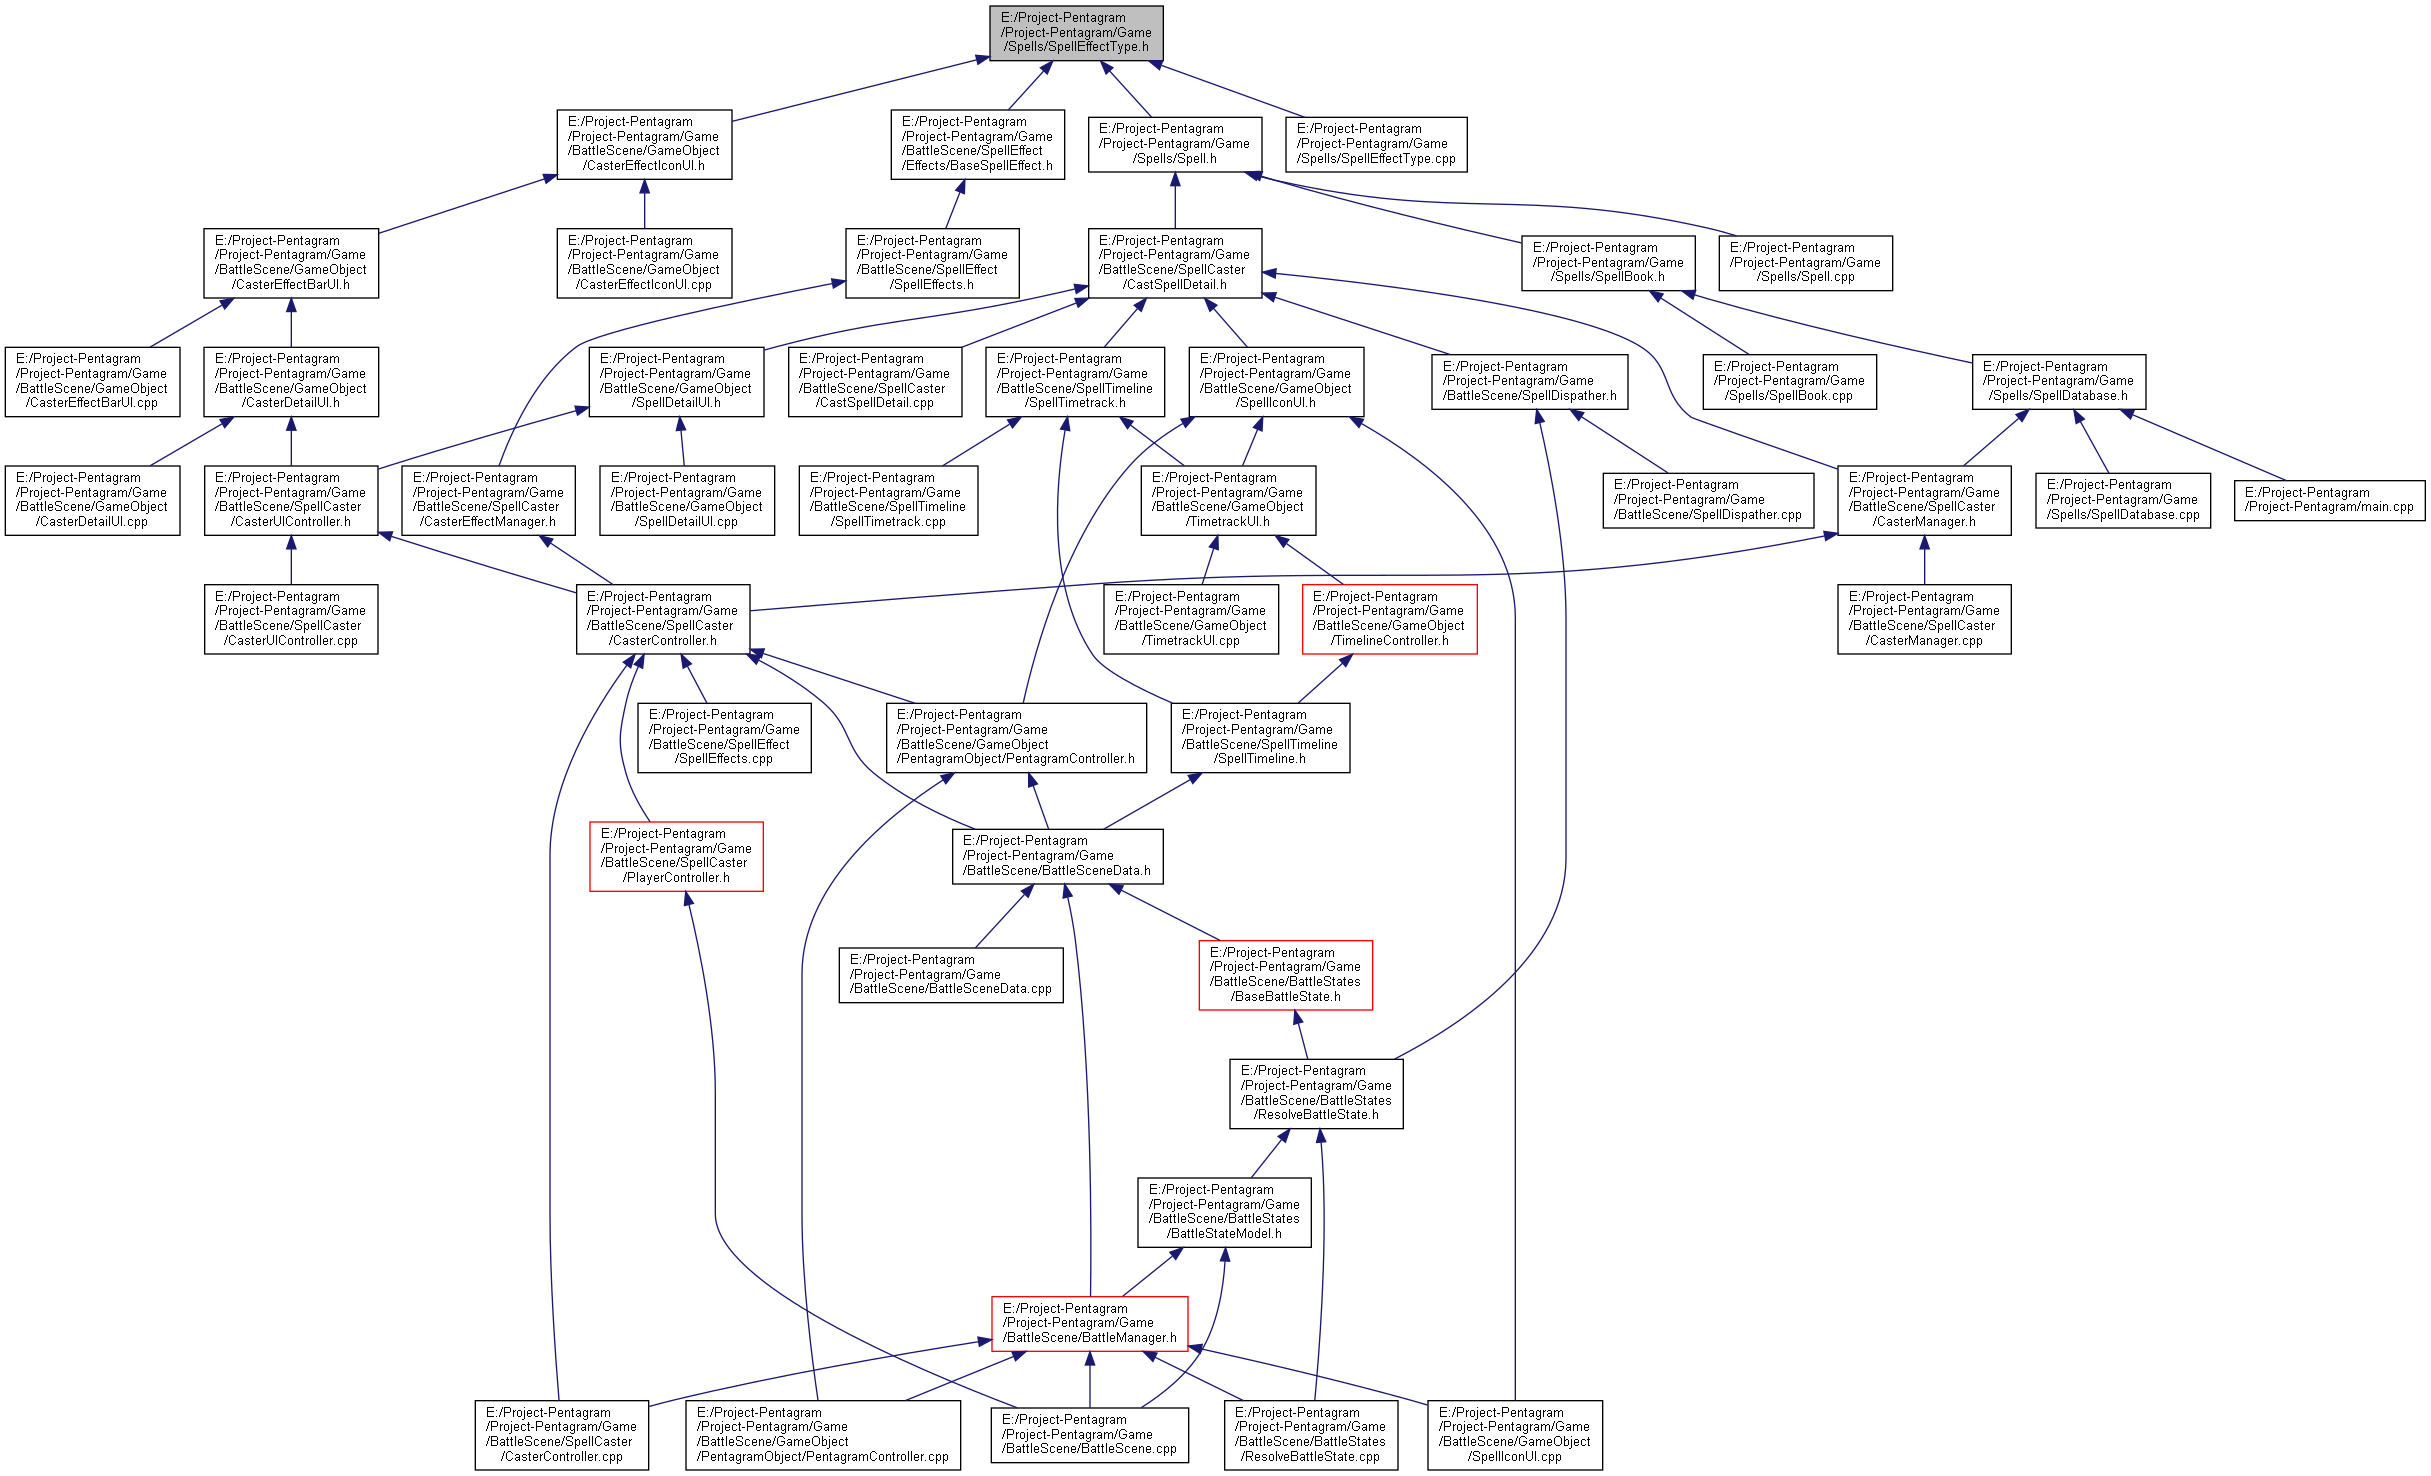 E:/Project-Pentagram
/Project-Pentagram/Game
/Spells/SpellEffectType.h
E:/Project-Pentagram
/Project-Pentagram/Game
/BattleScene/GameObject
/CasterEffectIconUI.h
E:/Project-Pentagram
/Project-Pentagram/Game
/BattleScene/SpellEffect
/Effects/BaseSpellEffect.h
E:/Project-Pentagram
/Project-Pentagram/Game
/Spells/Spell.h
E:/Project-Pentagram
/Project-Pentagram/Game
/Spells/SpellEffectType.cpp
E:/Project-Pentagram
/Project-Pentagram/Game
/BattleScene/GameObject
/CasterEffectBarUI.h
E:/Project-Pentagram
/Project-Pentagram/Game
/BattleScene/GameObject
/CasterEffectIconUI.cpp
E:/Project-Pentagram
/Project-Pentagram/Game
/BattleScene/SpellEffect
/SpellEffects.h
E:/Project-Pentagram
/Project-Pentagram/Game
/BattleScene/SpellCaster
/CastSpellDetail.h
E:/Project-Pentagram
/Project-Pentagram/Game
/Spells/SpellBook.h
E:/Project-Pentagram
/Project-Pentagram/Game
/Spells/Spell.cpp
E:/Project-Pentagram
/Project-Pentagram/Game
/BattleScene/GameObject
/CasterEffectBarUI.cpp
E:/Project-Pentagram
/Project-Pentagram/Game
/BattleScene/GameObject
/CasterDetailUI.h
E:/Project-Pentagram
/Project-Pentagram/Game
/BattleScene/GameObject
/SpellDetailUI.h
E:/Project-Pentagram
/Project-Pentagram/Game
/BattleScene/SpellCaster
/CastSpellDetail.cpp
E:/Project-Pentagram
/Project-Pentagram/Game
/BattleScene/SpellTimeline
/SpellTimetrack.h
E:/Project-Pentagram
/Project-Pentagram/Game
/BattleScene/GameObject
/SpellIconUI.h
E:/Project-Pentagram
/Project-Pentagram/Game
/BattleScene/SpellDispather.h
E:/Project-Pentagram
/Project-Pentagram/Game
/Spells/SpellBook.cpp
E:/Project-Pentagram
/Project-Pentagram/Game
/Spells/SpellDatabase.h
E:/Project-Pentagram
/Project-Pentagram/Game
/BattleScene/GameObject
/CasterDetailUI.cpp
E:/Project-Pentagram
/Project-Pentagram/Game
/BattleScene/SpellCaster
/CasterUIController.h
E:/Project-Pentagram
/Project-Pentagram/Game
/BattleScene/SpellCaster
/CasterEffectManager.h
E:/Project-Pentagram
/Project-Pentagram/Game
/BattleScene/GameObject
/SpellDetailUI.cpp
E:/Project-Pentagram
/Project-Pentagram/Game
/BattleScene/SpellTimeline
/SpellTimetrack.cpp
E:/Project-Pentagram
/Project-Pentagram/Game
/BattleScene/GameObject
/TimetrackUI.h
E:/Project-Pentagram
/Project-Pentagram/Game
/BattleScene/SpellDispather.cpp
E:/Project-Pentagram
/Project-Pentagram/Game
/BattleScene/SpellCaster
/CasterManager.h
E:/Project-Pentagram
/Project-Pentagram/Game
/Spells/SpellDatabase.cpp
E:/Project-Pentagram
/Project-Pentagram/main.cpp
E:/Project-Pentagram
/Project-Pentagram/Game
/BattleScene/SpellCaster
/CasterUIController.cpp
E:/Project-Pentagram
/Project-Pentagram/Game
/BattleScene/SpellCaster
/CasterController.h
E:/Project-Pentagram
/Project-Pentagram/Game
/BattleScene/GameObject
/TimetrackUI.cpp
E:/Project-Pentagram
/Project-Pentagram/Game
/BattleScene/GameObject
/TimelineController.h
E:/Project-Pentagram
/Project-Pentagram/Game
/BattleScene/SpellCaster
/CasterManager.cpp
E:/Project-Pentagram
/Project-Pentagram/Game
/BattleScene/SpellEffect
/SpellEffects.cpp
E:/Project-Pentagram
/Project-Pentagram/Game
/BattleScene/GameObject
/PentagramObject/PentagramController.h
E:/Project-Pentagram
/Project-Pentagram/Game
/BattleScene/SpellTimeline
/SpellTimeline.h
E:/Project-Pentagram
/Project-Pentagram/Game
/BattleScene/SpellCaster
/PlayerController.h
E:/Project-Pentagram
/Project-Pentagram/Game
/BattleScene/BattleSceneData.h
E:/Project-Pentagram
/Project-Pentagram/Game
/BattleScene/BattleSceneData.cpp
E:/Project-Pentagram
/Project-Pentagram/Game
/BattleScene/BattleStates
/BaseBattleState.h
E:/Project-Pentagram
/Project-Pentagram/Game
/BattleScene/BattleStates
/ResolveBattleState.h
E:/Project-Pentagram
/Project-Pentagram/Game
/BattleScene/BattleStates
/BattleStateModel.h
E:/Project-Pentagram
/Project-Pentagram/Game
/BattleScene/BattleManager.h
E:/Project-Pentagram
/Project-Pentagram/Game
/BattleScene/SpellCaster
/CasterController.cpp
E:/Project-Pentagram
/Project-Pentagram/Game
/BattleScene/GameObject
/PentagramObject/PentagramController.cpp
E:/Project-Pentagram
/Project-Pentagram/Game
/BattleScene/BattleScene.cpp
E:/Project-Pentagram
/Project-Pentagram/Game
/BattleScene/BattleStates
/ResolveBattleState.cpp
E:/Project-Pentagram
/Project-Pentagram/Game
/BattleScene/GameObject
/SpellIconUI.cpp